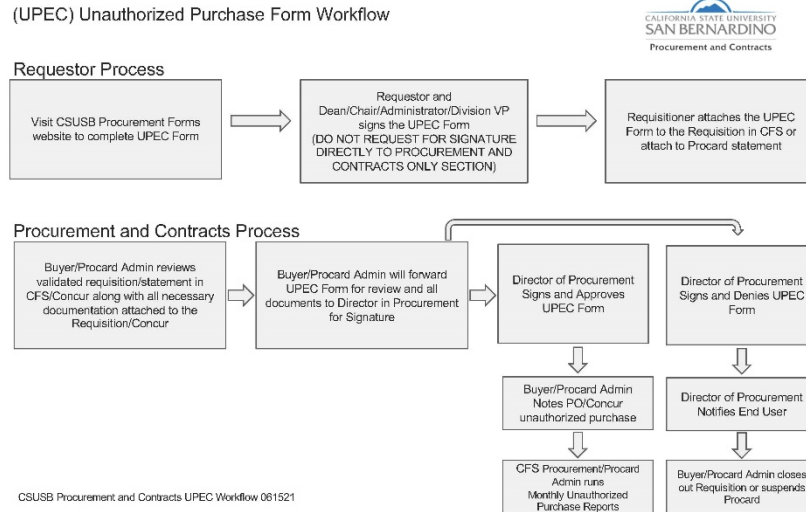 (UPEC) Unauthorized Purchase Form Workflow
CALIFORNIA STATE UNIVERSITY
SAN BERNARDINO
Procurement and Contracts
Requestor Process
Visit CSUSB Procurement Forms
website to complete UPEC Form
Requestor and
Dean/Chair/Administrator/Division VP
signs the UPEC Form
(DO NOT REQUEST FOR SIGNATURE
DIRECTLY TO PROCUREMENT AND
CONTRACTS ONLY SECTION)
Requisitioner attaches the UPEC
Form to the Requisition in CFS or
attach to Procard statement
Procurement and Contracts Process
Buyer/Procard Admin reviews
validated requisition/statement in
CFS/Concur along with all necessary
documentation attached to the
Requisition/Concur
Buyer/Procard Admin will forward
UPEC Form for review and all
documents to Director in Procurement
for Signature
Director of Procurement
Signs and Approves
UPEC Form
Director of Procurement
Signs and Denies UPEC
Form
Buyer/Procard Admin
Notes PO/Concur
unauthorized purchase
Director of Procurement
Notifies End User
CFS Procurement/Procard
Admin runs
Monthly Unauthorized
Purchase Reports
Buyer/Procard Admin closes
out Requisition or suspends
Procard
CSUSB Procurement and Contracts UPEC Workflow 061521